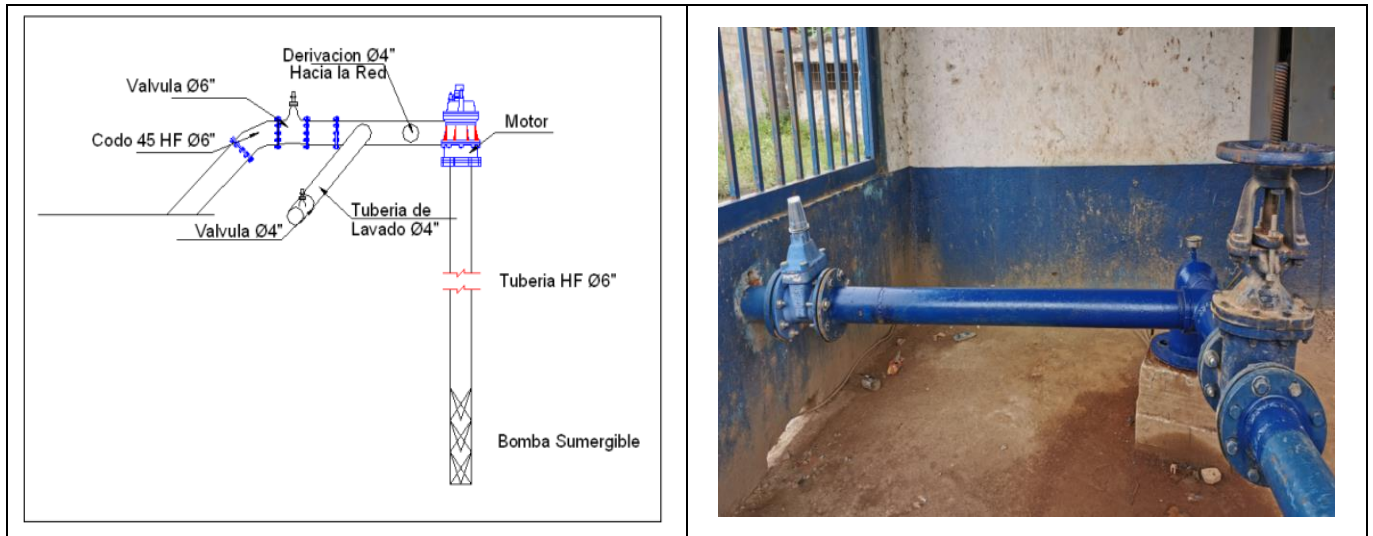 Derivacion Ø4"
Hacia la Red
Valvula Ø6"
Motor
Codo 45 HF Ø6"
Tuberia de
Lavado Ø4"
Valvula Ø4"
Tuberia HF Ø6"
Bomba Sumergible